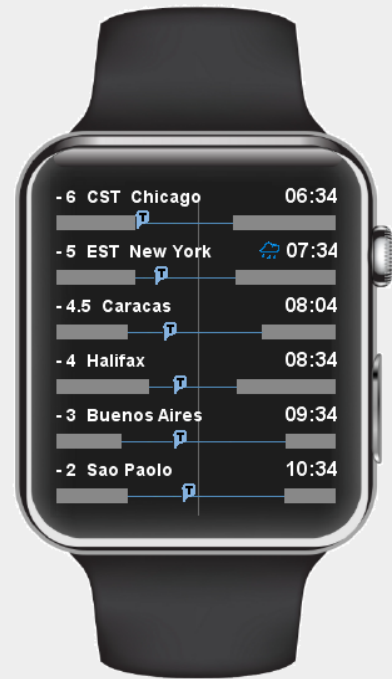 - 6 CST Chicago 06:34
T
- 5 EST New York 07:34
T
- 4.5 Caracas 08:04
T
- 4 Halifax 08:34
T
- 3 Buenos Aires 09:34
T
- 2 Sao Paolo 10:34
T